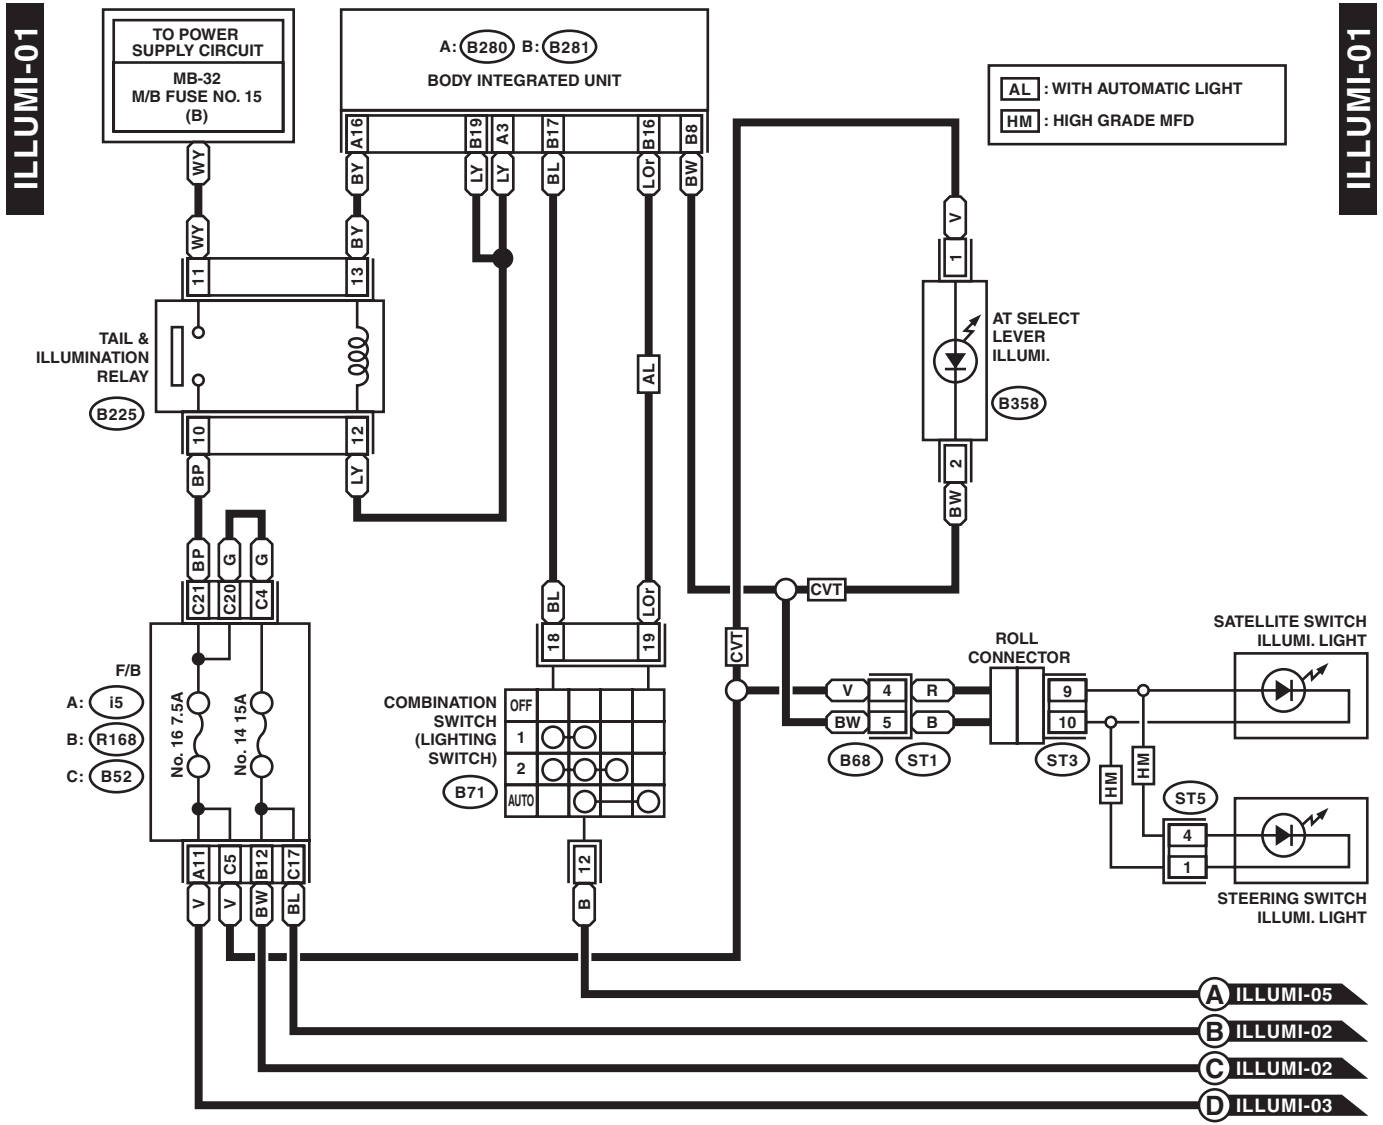 ILLUMI-01
ILLUMI-01
TO POWER
SUPPLY CIRCUIT
MB-32
M/B FUSE NO. 15
(B)
A: B280 B: B281
BODY INTEGRATED UNIT
A16
B19
A3
B17
B16
B8
AL : WITH AUTOMATIC LIGHT
HM : HIGH GRADE MFD
WY
BY
LY
LY
BL
LOr
BW
WY
BY
V
11
13
1
TAIL &
ILLUMINATION
RELAY
B225
AL
AT SELECT
LEVER
ILLUMI.
B358
10
12
2
BP
LY
BW
BP
G
G
C21
C20
C4
BL
LOr
CVT
18
19
CVT
F/B
A: i5
B: R168
C: B52
No. 16 7.5A
No. 14 15A
COMBINATION
SWITCH
(LIGHTING
SWITCH)
B71
OFF
1
2
AUTO
V 4 R
BW 5 B
B68 ST1
ROLL
CONNECTOR
9
10
ST3
SATELLITE SWITCH
ILLUMI. LIGHT
HM
HM
ST5
4
1
STEERING SWITCH
ILLUMI. LIGHT
A11
C5
B12
C17
12
V
V
BW
BL
B
A ILLUMI-05
B ILLUMI-02
C ILLUMI-02
D ILLUMI-03